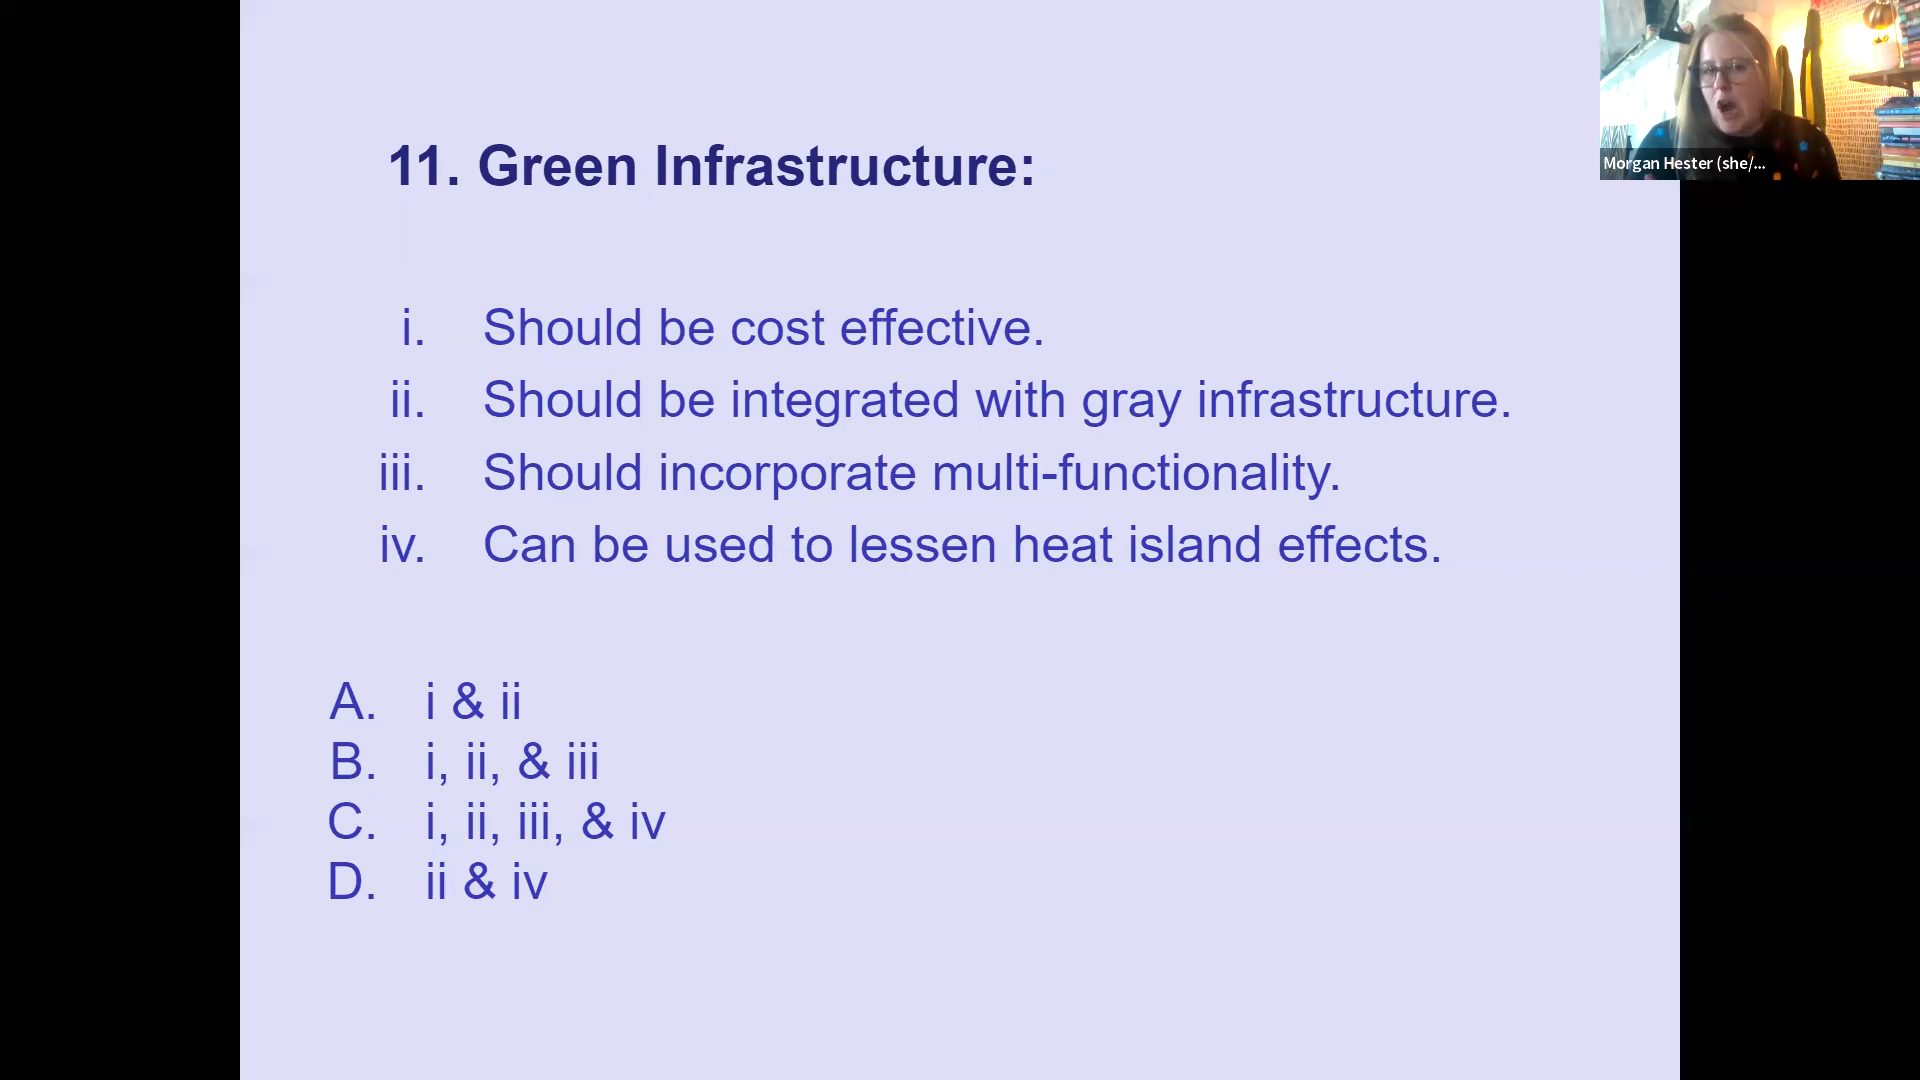 11. Green Infrastructure:
i. Should be cost effective.
ii. Should be integrated with gray infrastructure.
iii. Should incorporate multi-functionality.
iv. Can be used to lessen heat island effects.
A. i & ii
B. i, ii, & iii
C. i, ii, iii, & iv
D. ii & iv
Morgan Hester (she/...